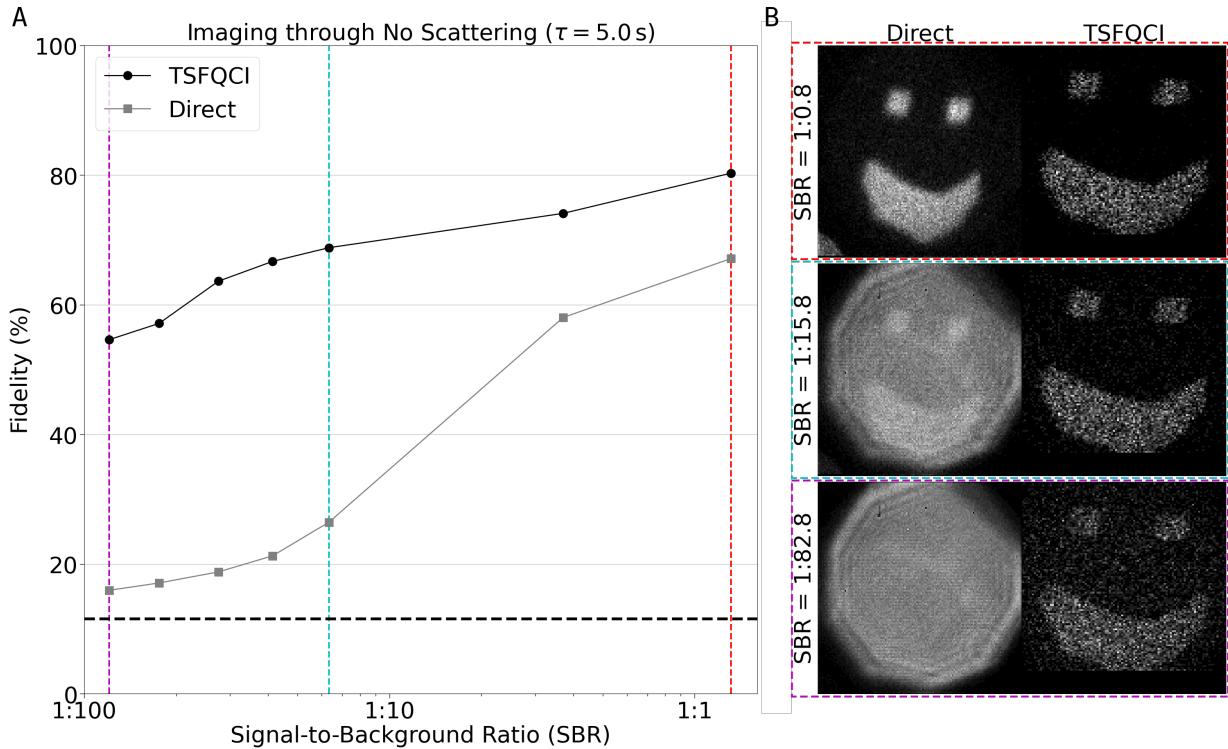 A
Imaging through No Scattering (τ = 5.0 s)
100
80
60
40
20
0
Fidelity (%)
TSFQCI
Direct
1:100
1:10
1:1
Signal-to-Background Ratio (SBR)
B
Direct
TSFQCI
SBR = 1:0.8
SBR = 1:15.8
SBR = 1:82.8